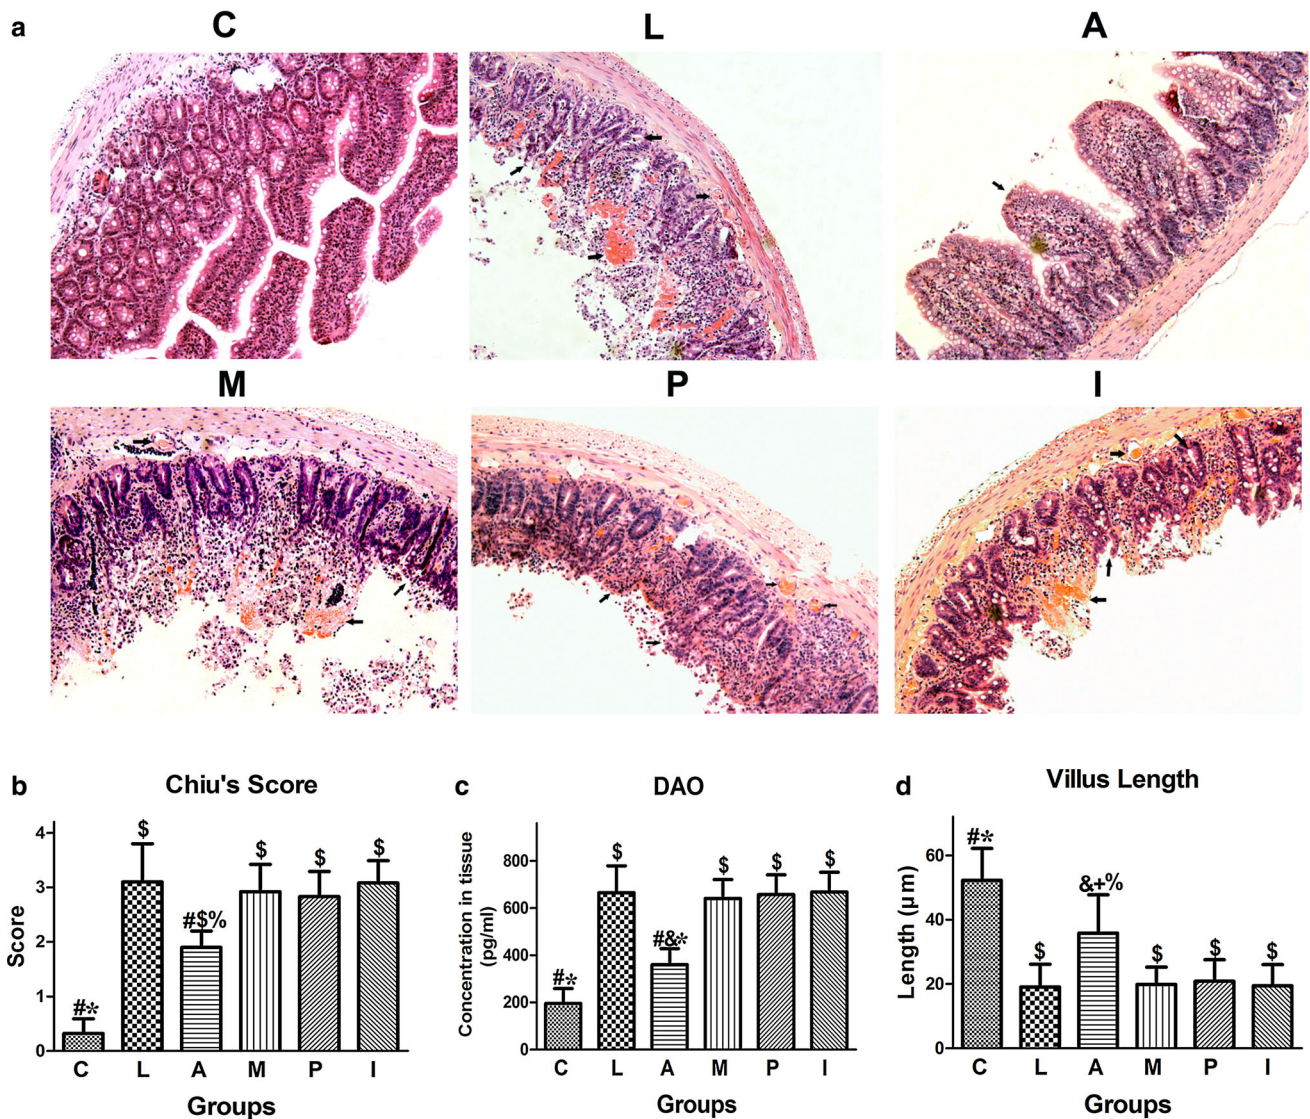 a
C
L
A
M
P
I
b
Chiu's Score
Score
4
3
2
1
0
#*
$
#$%
$
$
$
C L A M P I
Groups
c
DAO
Concentration in tissue
(pg/ml)
800
600
400
200
0
#*
$
#&*
$
$
$
C L A M P I
Groups
d
Villus Length
Length (μm)
60
40
20
0
#*
$
&+%
$
$
$
C L A M P I
Groups